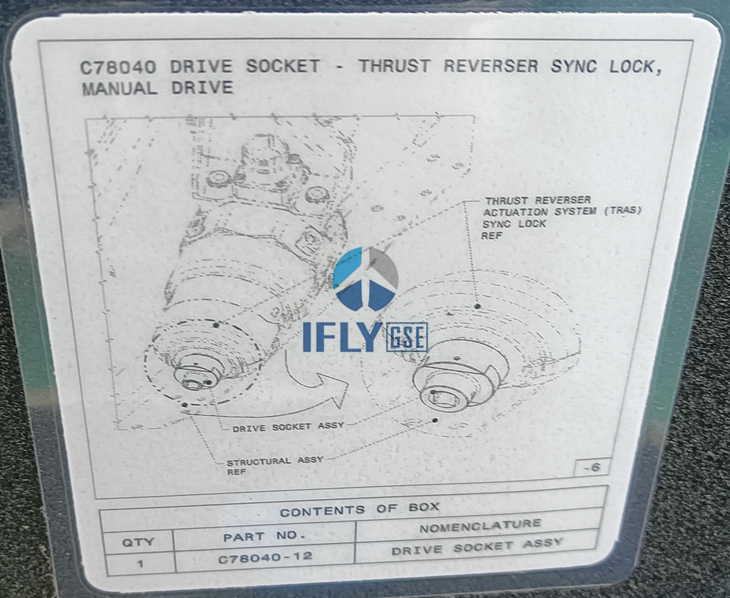 C78040 DRIVE SOCKET - THRUST REVERSER SYNC LOCK,
MANUAL DRIVE
THRUST REVERSER
ACTUATION SYSTEM (TRAS)
SYNC LOCK
REF
IFLY GSE
DRIVE SOCKET ASSY
STRUCTURAL ASSY
REF
-6
CONTENTS OF BOX
QTY PART NO. NOMENCLATURE
1 C78040-12 DRIVE SOCKET ASSY